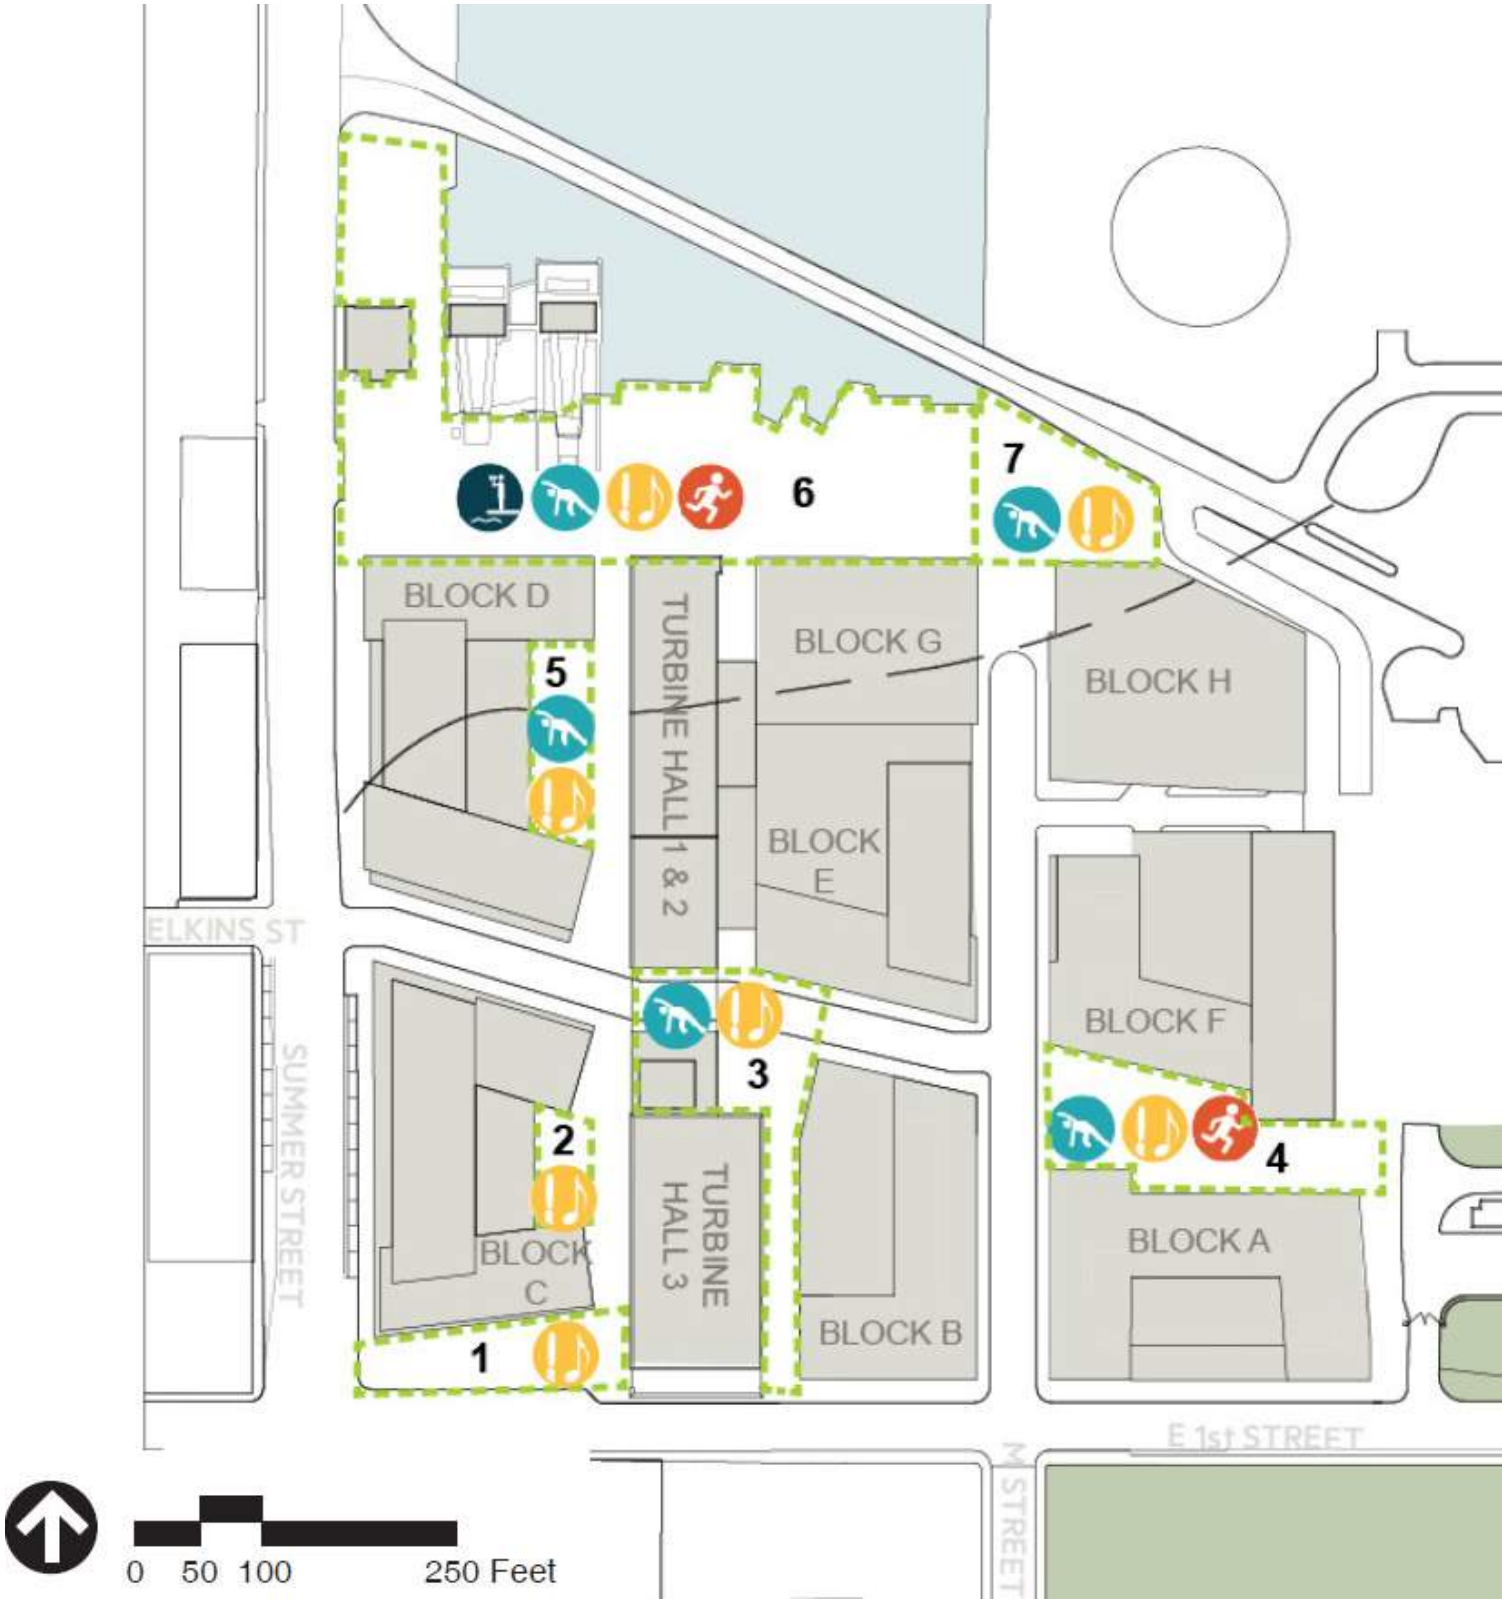 7
6
BLOCK D
TURBINE HALL 1 & 2
BLOCK G
5
BLOCK H
BLOCK
E
ELKINS ST
BLOCK F
SUMMER STREET
3
2
4
TURBINE
HALL 3
BLOCK
C
BLOCK A
BLOCK B
1
E 1st STREET
M STREET
0 50 100 250 Feet